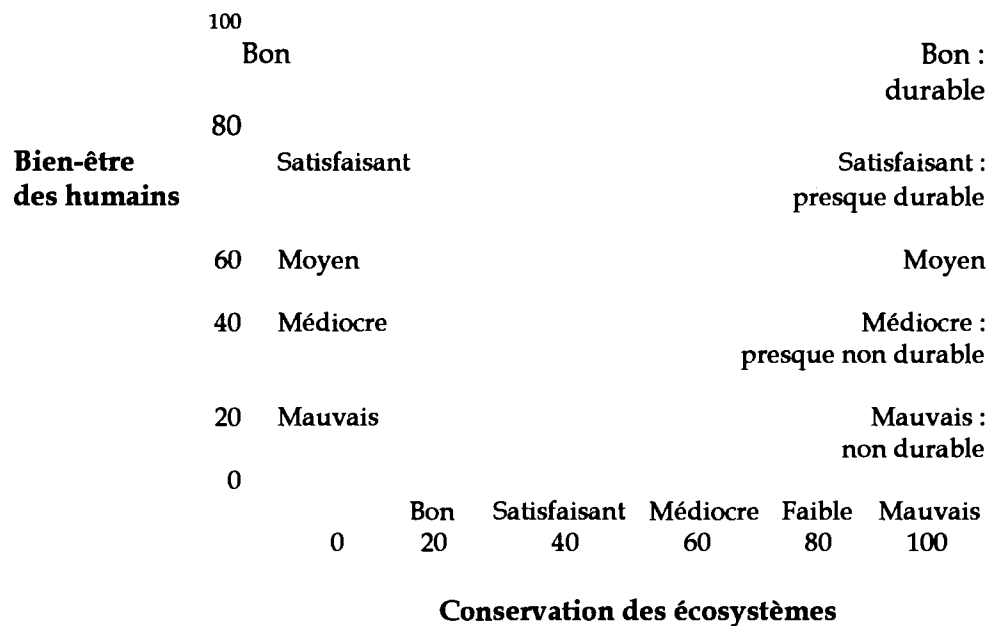 100
Bon Bon :
durable
80
Bien-être Satisfaisant Satisfaisant :
des humains presque durable
60 Moyen Moyen
40 Médiocre Médiocre :
presque non durable
20 Mauvais Mauvais :
non durable
0
Bon Satisfaisant Médiocre Faible Mauvais
0 20 40 60 80 100
Conservation des écosystèmes